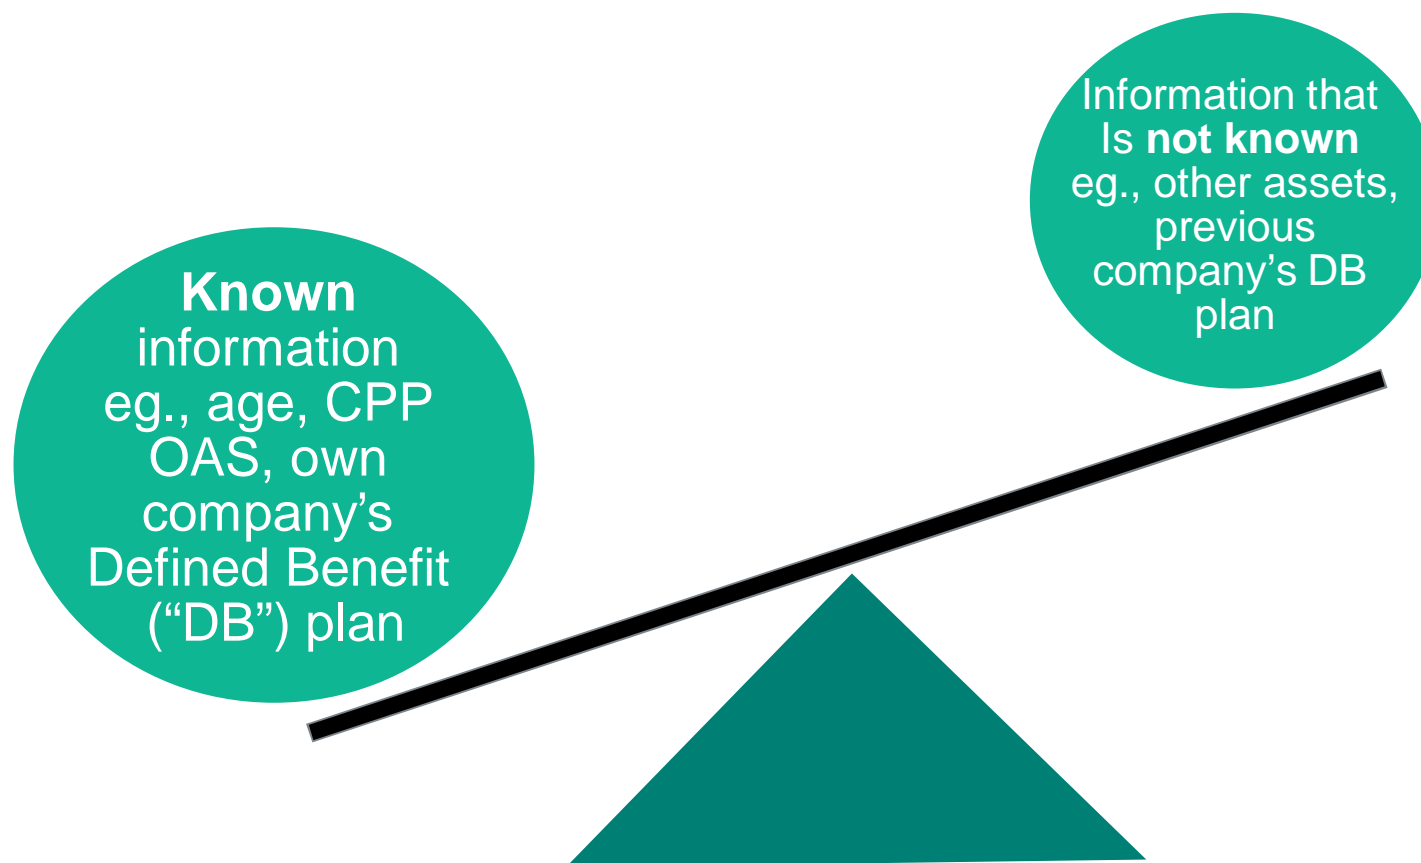 Known
information
eg., age, CPP
OAS, own
company’s
Defined Benefit
(“DB”) plan
Information that
Is not known
eg., other assets,
previous
company’s DB
plan